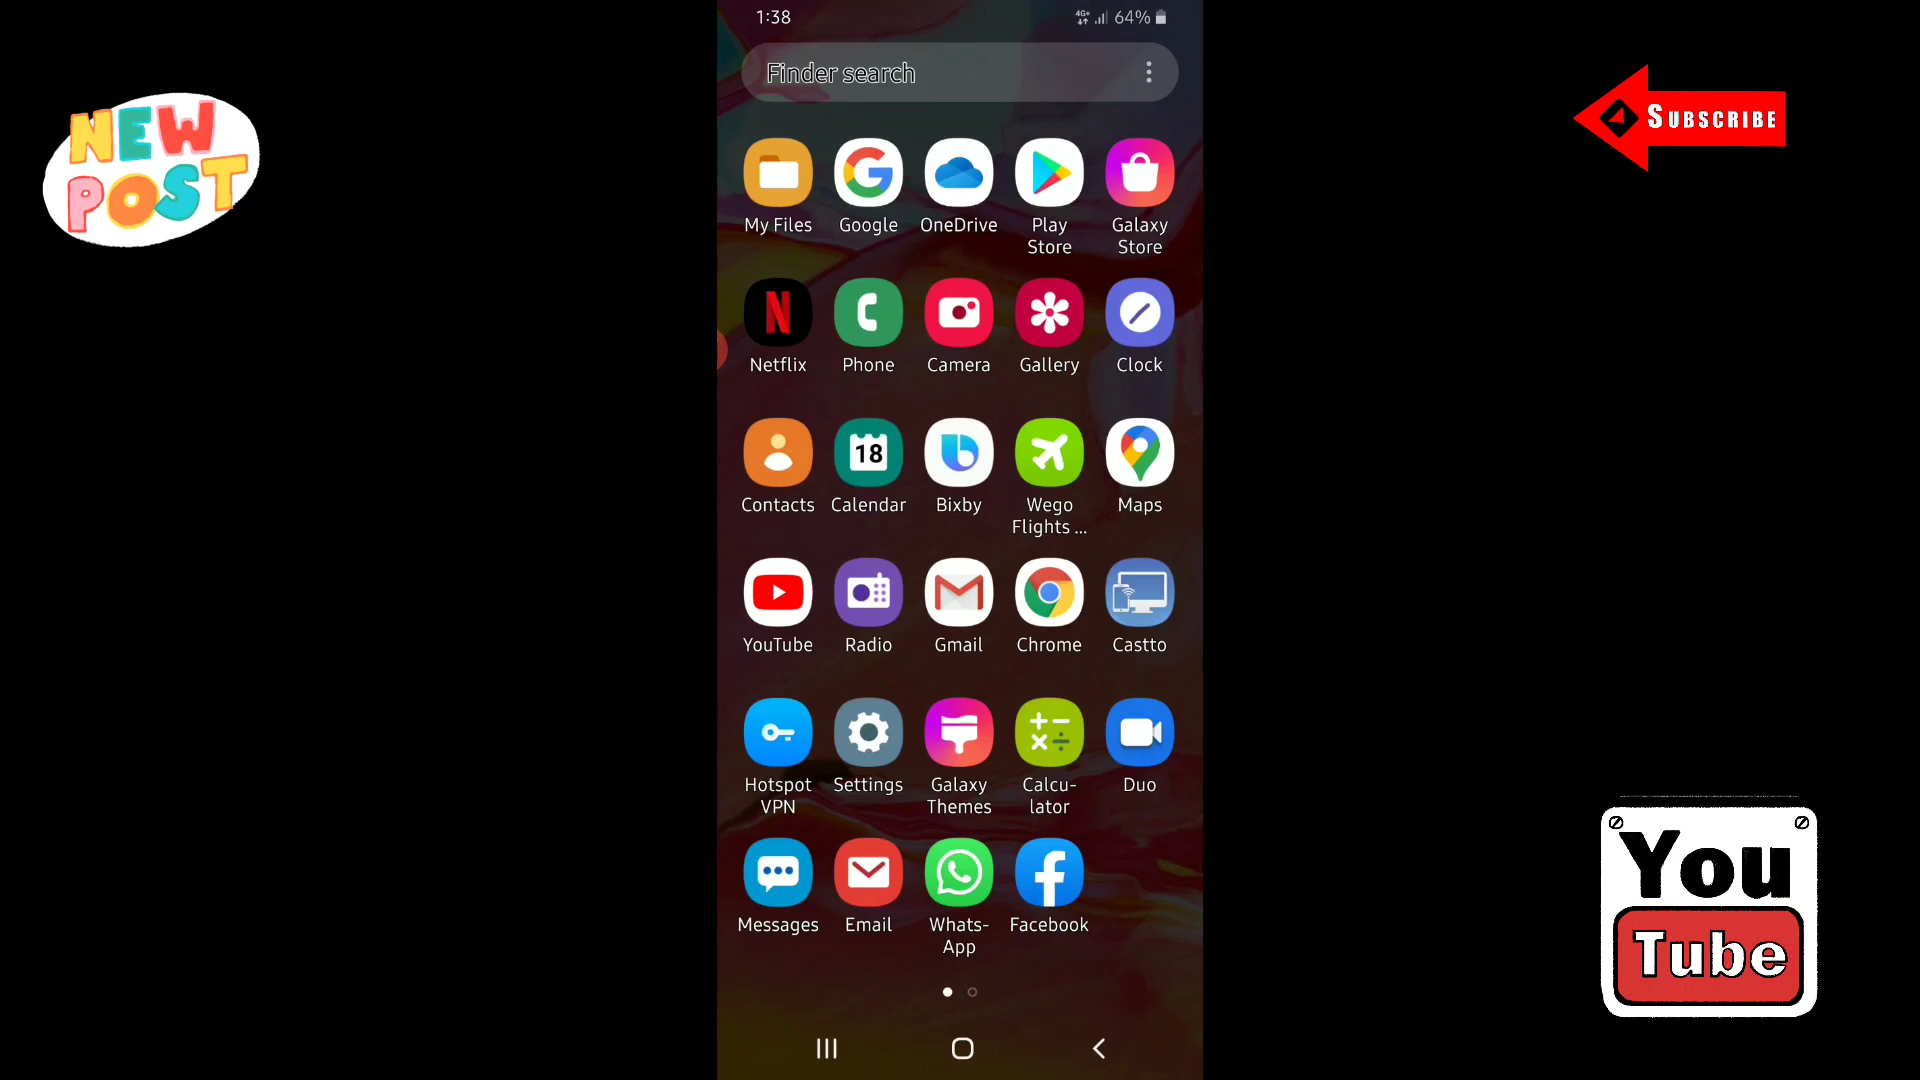 1:38
4G+ 64%
Finder search
NEW
POST
SUBSCRIBE
My Files Google OneDrive Play Store Galaxy Store
Netflix Phone Camera Gallery Clock
18
Contacts Calendar Bixby Wego Flights ... Maps
YouTube Radio Gmail Chrome Castto
Hotspot VPN Settings Galaxy Themes Calcu-lator Duo
Messages Email Whats-App Facebook
You
Tube